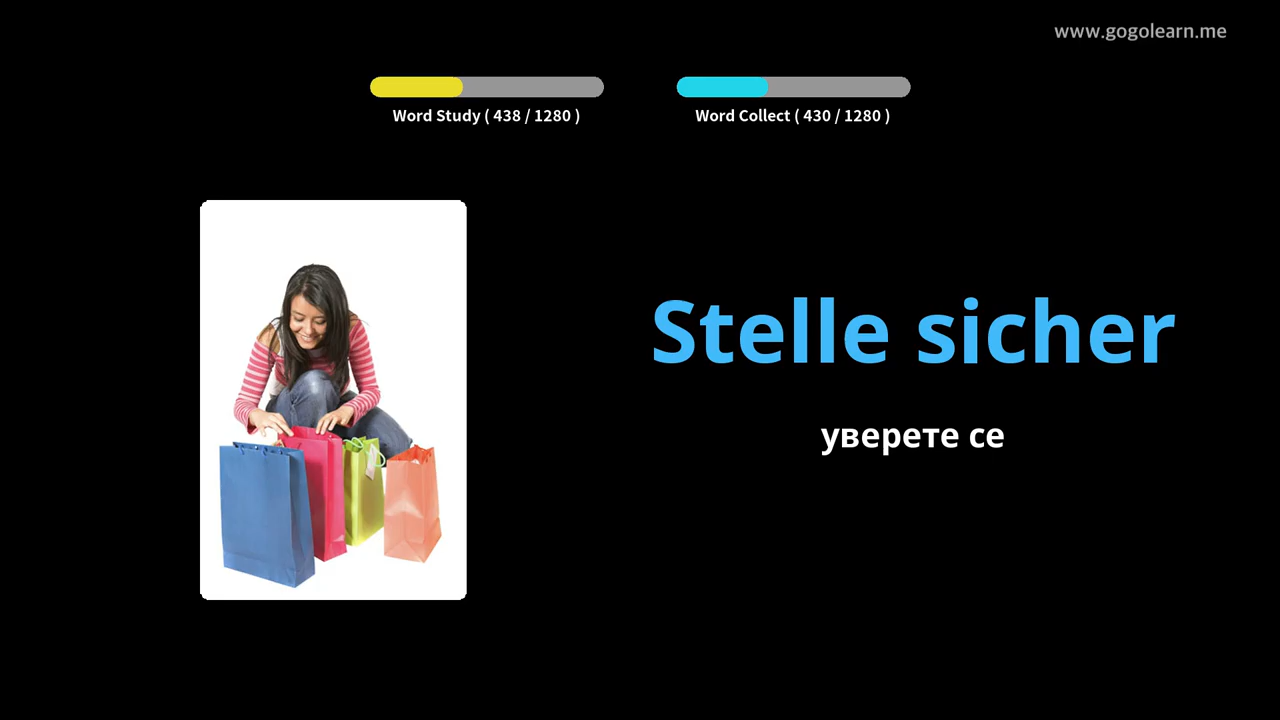 www.gogolearn.me
Word Study ( 438 / 1280 )
Word Collect ( 430 / 1280 )
Stelle sicher
уверете се